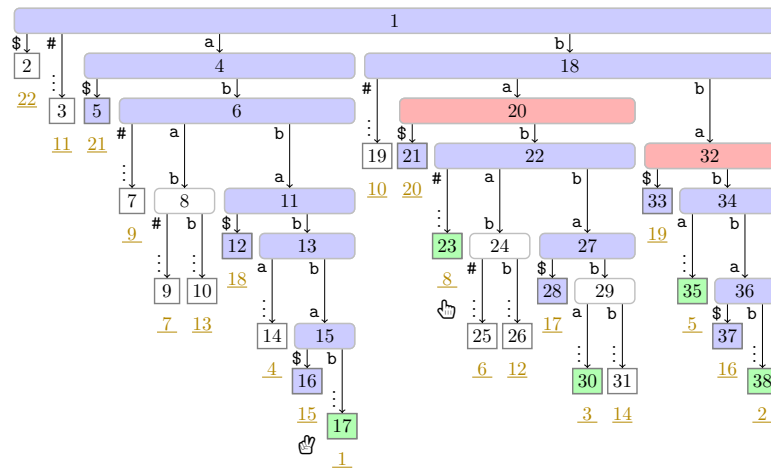 1
$ # a b
2 4 18
$ b # a b
22 3 5 6 20
11 21 # a b $ b a
19 21 22 32
b a # a b $ b
10 20
7 8 11 33 34
9 # b $ b b a 19 a b
9 10 12 13 23 24 27 a
7 13 18 a b 8 # b $ b 35 36
25 26 28 29 5 $ b
14 15 6 12 17 a b 37
4 $ b 16
16 30 31 38
15 3 14 2
17
1